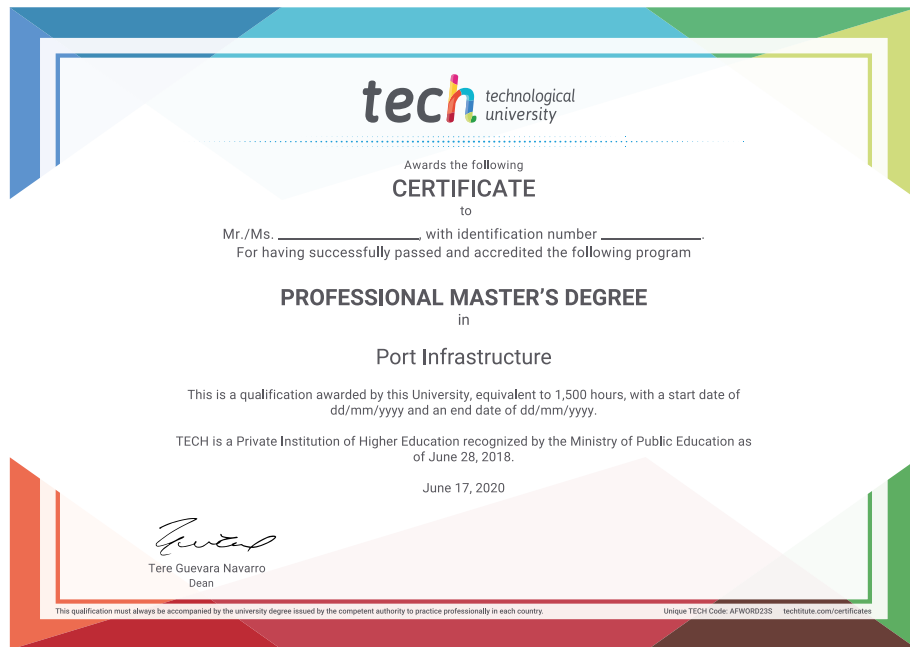 tech technological
university
Awards the following
CERTIFICATE
to
Mr./Ms. ____________________, with identification number ______________.
For having successfully passed and accredited the following program
PROFESSIONAL MASTER'S DEGREE
in
Port Infrastructure
This is a qualification awarded by this University, equivalent to 1,500 hours, with a start date of
dd/mm/yyyy and an end date of dd/mm/yyyy.
TECH is a Private Institution of Higher Education recognized by the Ministry of Public Education as
of June 28, 2018.
June 17, 2020
Tere Guevara Navarro
Dean
This qualification must always be accompanied by the university degree issued by the competent authority to practice professionally in each country. Unique TECH Code: AFWORD23S techtitute.com/certificates